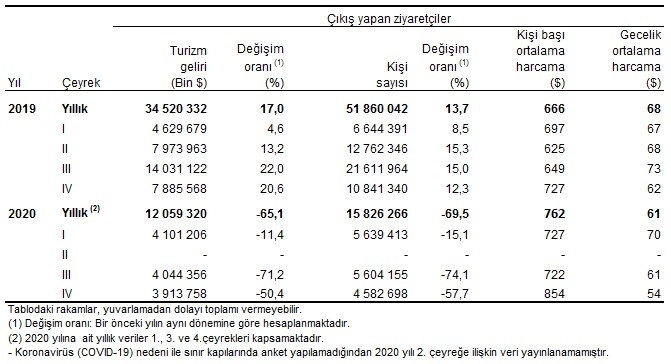 Çıkış yapan ziyaretçiler
Yıl Çeyrek Turizm geliri (Bin $) Değişim oranı (1) (%) Kişi sayısı Değişim oranı (1) (%) Kişi başı ortalama harcama ($) Gecelik ortalama harcama ($)
2019 Yıllık 34 520 332 17,0 51 860 042 13,7 666 68
I 4 629 679 4,6 6 644 391 8,5 697 67
II 7 973 963 13,2 12 762 346 15,3 625 68
III 14 031 122 22,0 21 611 964 15,0 649 73
IV 7 885 568 20,6 10 841 340 12,3 727 62
2020 Yıllık (2) 12 059 320 -65,1 15 826 266 -69,5 762 61
I 4 101 206 -11,4 5 639 413 -15,1 727 70
II - - - - - -
III 4 044 356 -71,2 5 604 155 -74,1 722 61
IV 3 913 758 -50,4 4 582 698 -57,7 854 54
Tablodaki rakamlar, yuvarlamadan dolayı toplamı vermeyebilir.
(1) Değişim oranı: Bir önceki yılın aynı dönemine göre hesaplanmaktadır.
(2) 2020 yılına ait yıllık veriler 1., 3. ve 4.çeyrekleri kapsamaktadır.
- Koronavirüs (COVID-19) nedeni ile sınır kapılarında anket yapılamadığından 2020 yılı 2. çeyreğe ilişkin veri yayınlanamamıştır.